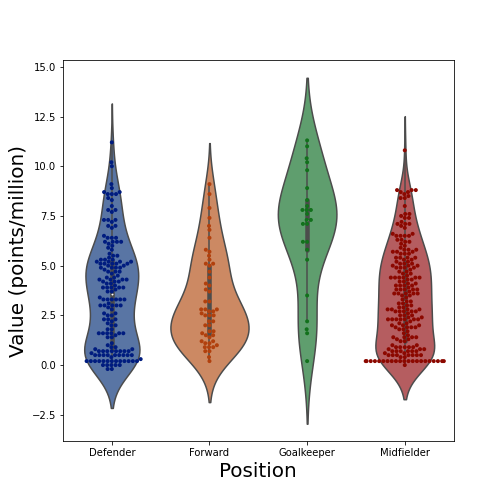 15.0
12.5
10.0
7.5
5.0
2.5
0.0
−2.5
Value (points/million)
Defender Forward Goalkeeper Midfielder
Position